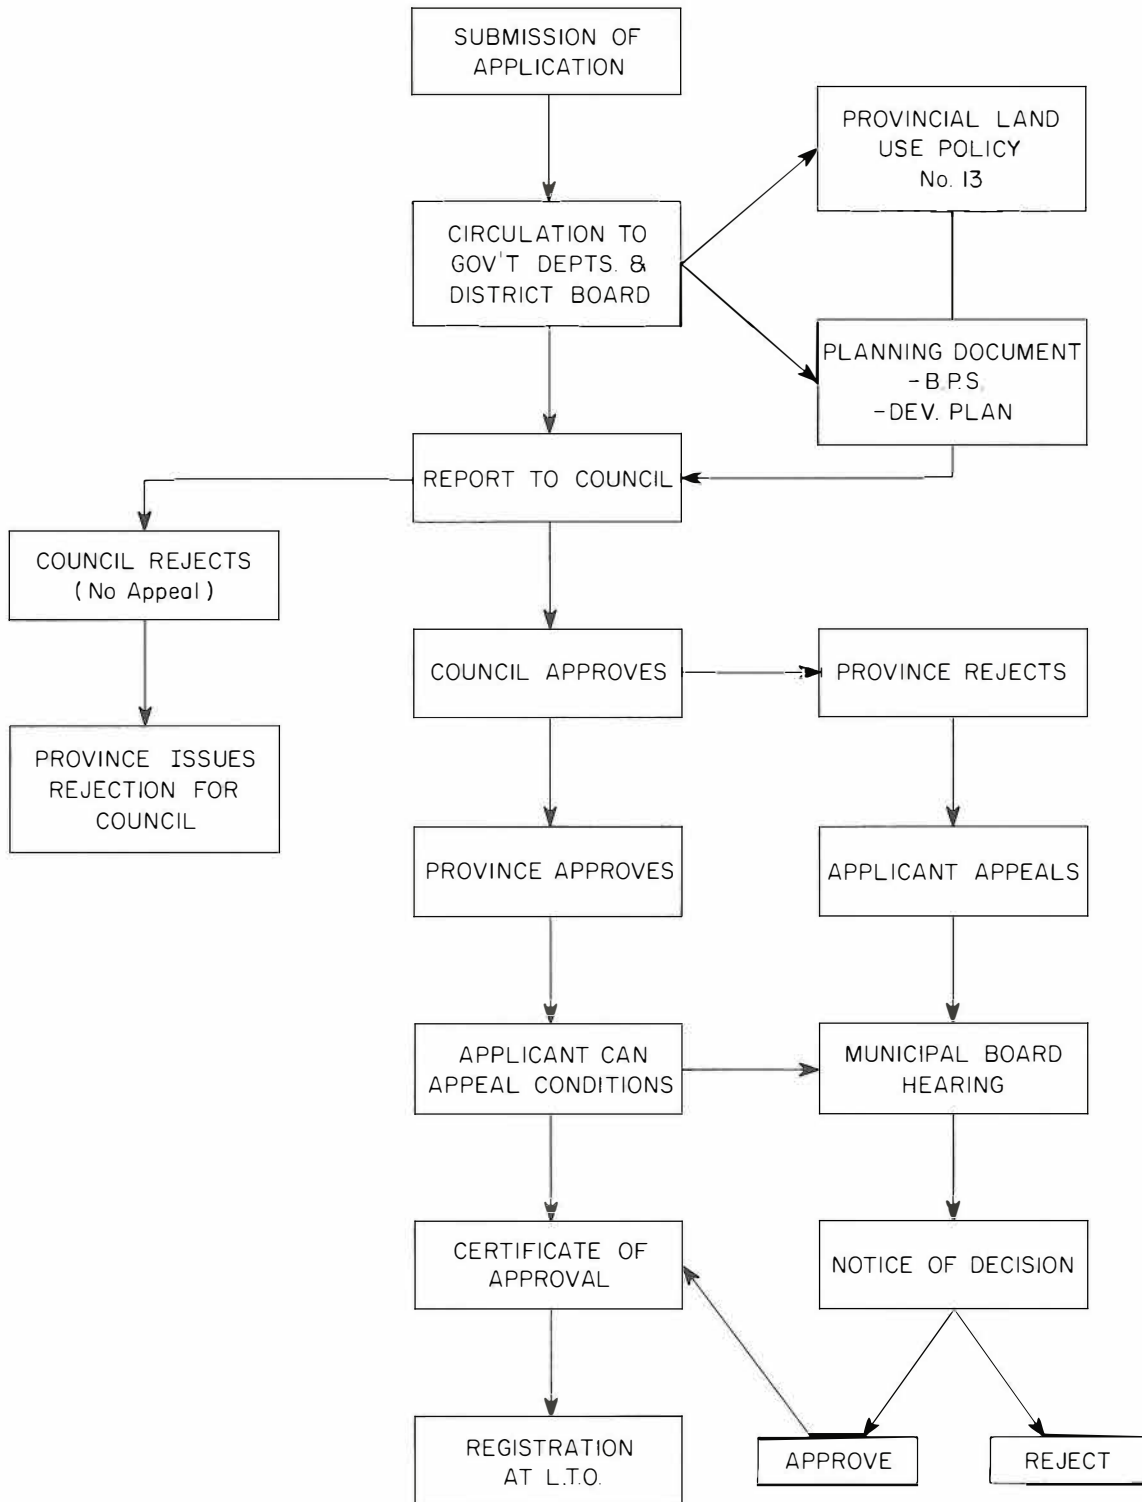 SUBMISSION OF
APPLICATION
PROVINCIAL LAND
USE POLICY
No. 13
CIRCULATION TO
GOV'T DEPTS. &
DISTRICT BOARD
PLANNING DOCUMENT
-B.P.S.
-DEV. PLAN
REPORT TO COUNCIL
COUNCIL REJECTS
(No Appeal)
COUNCIL APPROVES
PROVINCE REJECTS
PROVINCE ISSUES
REJECTION FOR
COUNCIL
PROVINCE APPROVES
APPLICANT APPEALS
APPLICANT CAN
APPEAL CONDITIONS
MUNICIPAL BOARD
HEARING
CERTIFICATE OF
APPROVAL
NOTICE OF DECISION
REGISTRATION
AT L.T.O.
APPROVE
REJECT